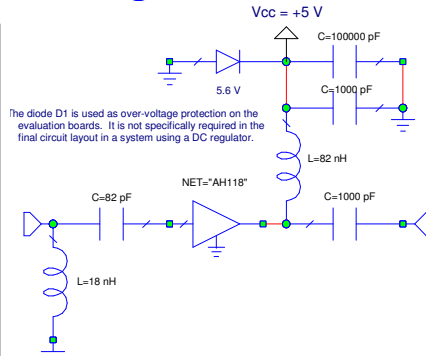 Vcc = +5 V
C=100000 pF
5.6 V
C=1000 pF
The diode D1 is used as over-voltage protection on the
evaluation boards. It is not specifically required in the
final circuit layout in a system using a DC regulator.
L=82 nH
NET="AH118"
C=82 pF
C=1000 pF
L=18 nH